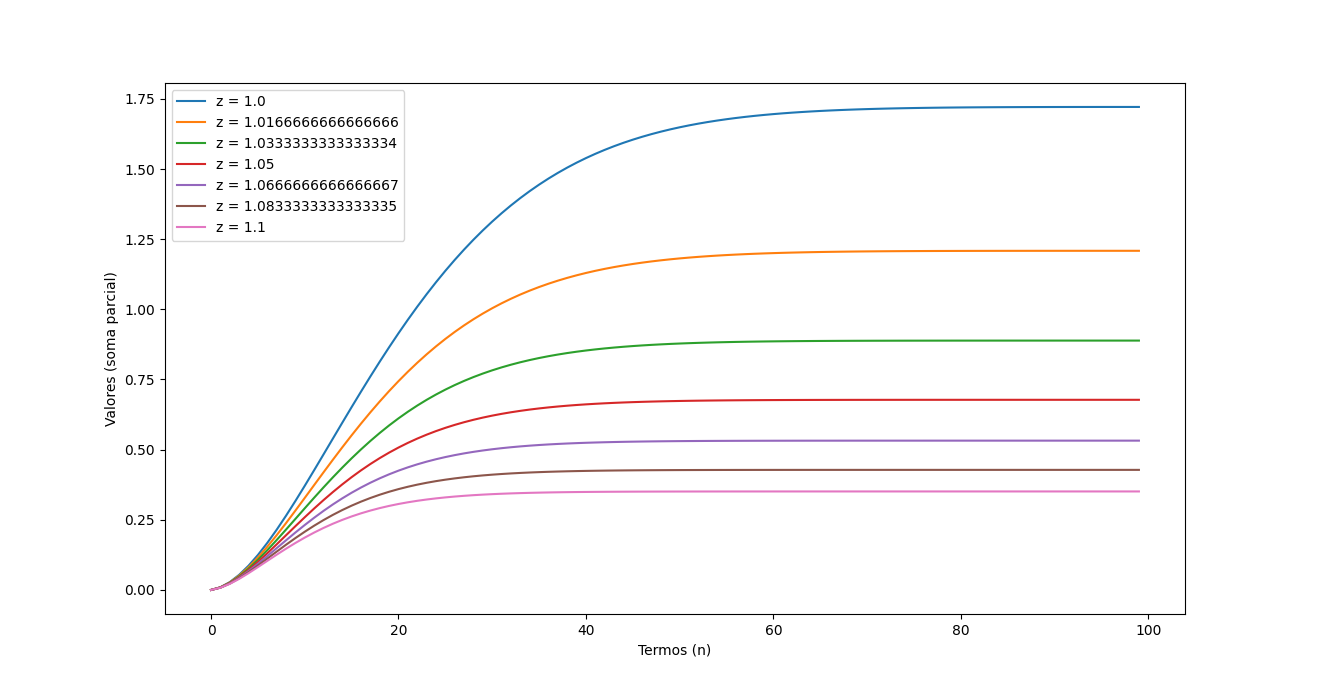 z = 1.0
z = 1.0166666666666666
z = 1.0333333333333334
z = 1.05
z = 1.0666666666666667
z = 1.0833333333333335
z = 1.1
Valores (soma parcial)
1.75
1.50
1.25
1.00
0.75
0.50
0.25
0.00
0 20 40 60 80 100
Termos (n)